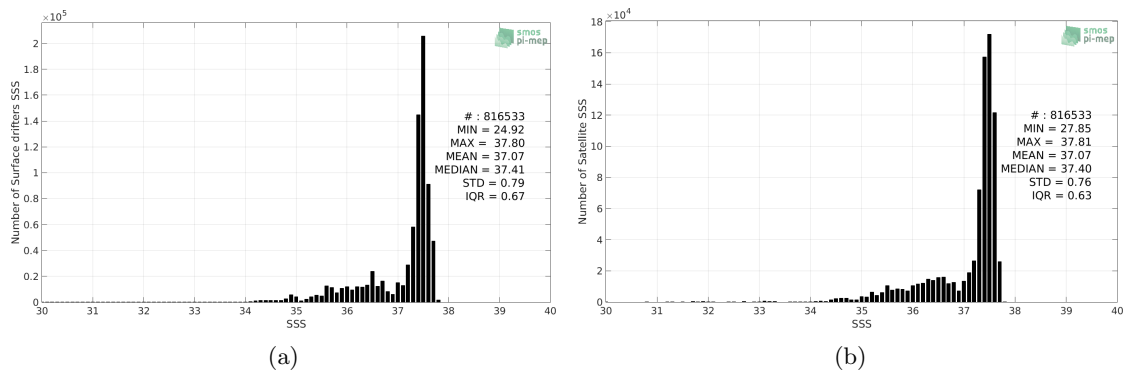 ×10⁵
2
1.8
1.6
1.4
1.2
1
0.8
0.6
0.4
0.2
0
Number of Surface drifters SSS
30 31 32 33 34 35 36 37 38 39 40
SSS
smos
pi-mep
# : 816533
MIN = 24.92
MAX = 37.80
MEAN = 37.07
MEDIAN = 37.41
STD = 0.79
IQR = 0.67
(a)
×10⁴
18
16
14
12
10
8
6
4
2
0
Number of Satellite SSS
30 31 32 33 34 35 36 37 38 39 40
SSS
smos
pi-mep
# : 816533
MIN = 27.85
MAX = 37.81
MEAN = 37.07
MEDIAN = 37.40
STD = 0.76
IQR = 0.63
(b)